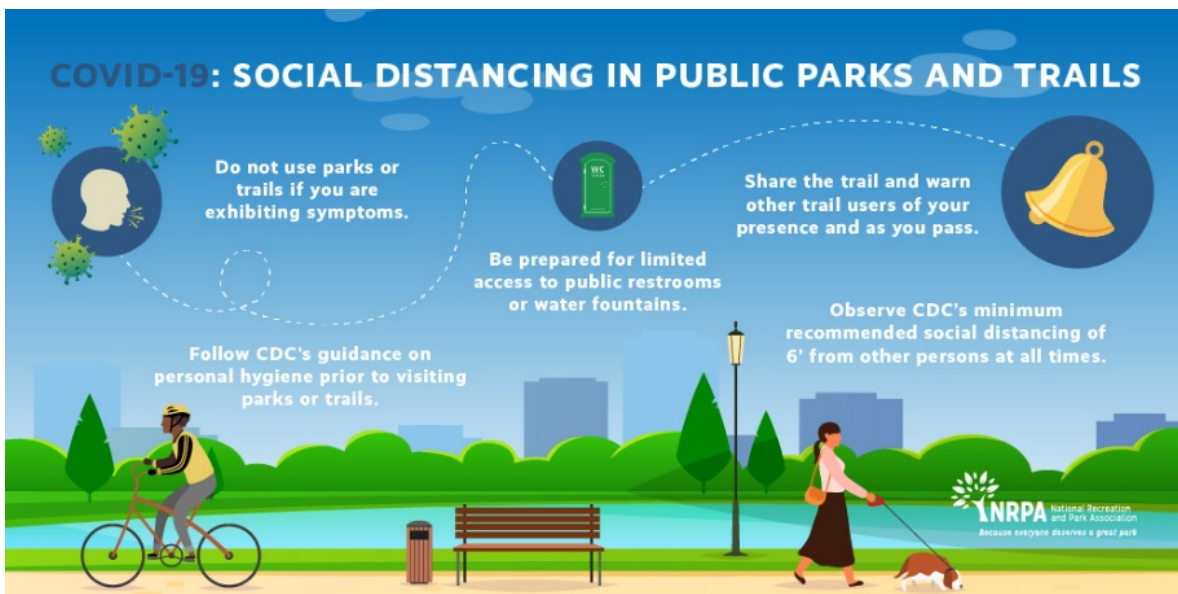 COVID-19: SOCIAL DISTANCING IN PUBLIC PARKS AND TRAILS
Do not use parks or
trails if you are
exhibiting symptoms.
Follow CDC's guidance on
personal hygiene prior to visiting
parks or trails.
WC
Be prepared for limited
access to public restrooms
or water fountains.
Share the trail and warn
other trail users of your
presence and as you pass.
Observe CDC's minimum
recommended social distancing of
6' from other persons at all times.
NRPA National Recreation
and Park Association
Because everyone deserves a great park